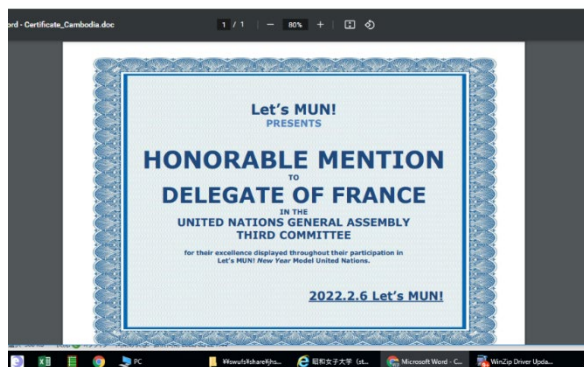 ord - Certificate_Cambodia.doc
1 / 1 | − 80% +
Let's MUN!
PRESENTS
HONORABLE MENTION
TO
DELEGATE OF FRANCE
IN THE
UNITED NATIONS GENERAL ASSEMBLY
THIRD COMMITTEE
for their excellence displayed throughout their participation in
Let's MUN! New Year Model United Nations.
2022.2.6 Let's MUN!
PC
昭和女子大学 (st...
Microsoft Word - C...
WinZip Driver Upda...